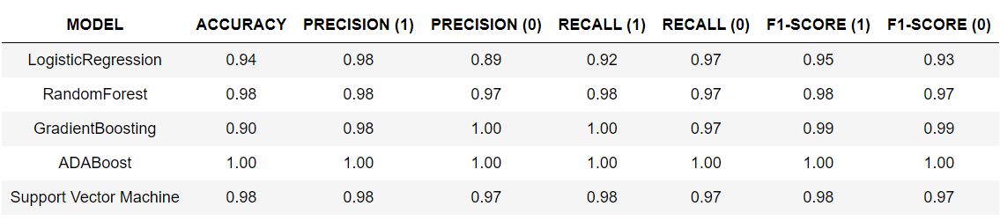 MODEL ACCURACY PRECISION (1) PRECISION (0) RECALL (1) RECALL (0) F1-SCORE (1) F1-SCORE (0)
LogisticRegression 0.94 0.98 0.89 0.92 0.97 0.95 0.93
RandomForest 0.98 0.98 0.97 0.98 0.97 0.98 0.97
GradientBoosting 0.90 0.98 1.00 1.00 0.97 0.99 0.99
ADABoost 1.00 1.00 1.00 1.00 1.00 1.00 1.00
Support Vector Machine 0.98 0.98 0.97 0.98 0.97 0.98 0.97